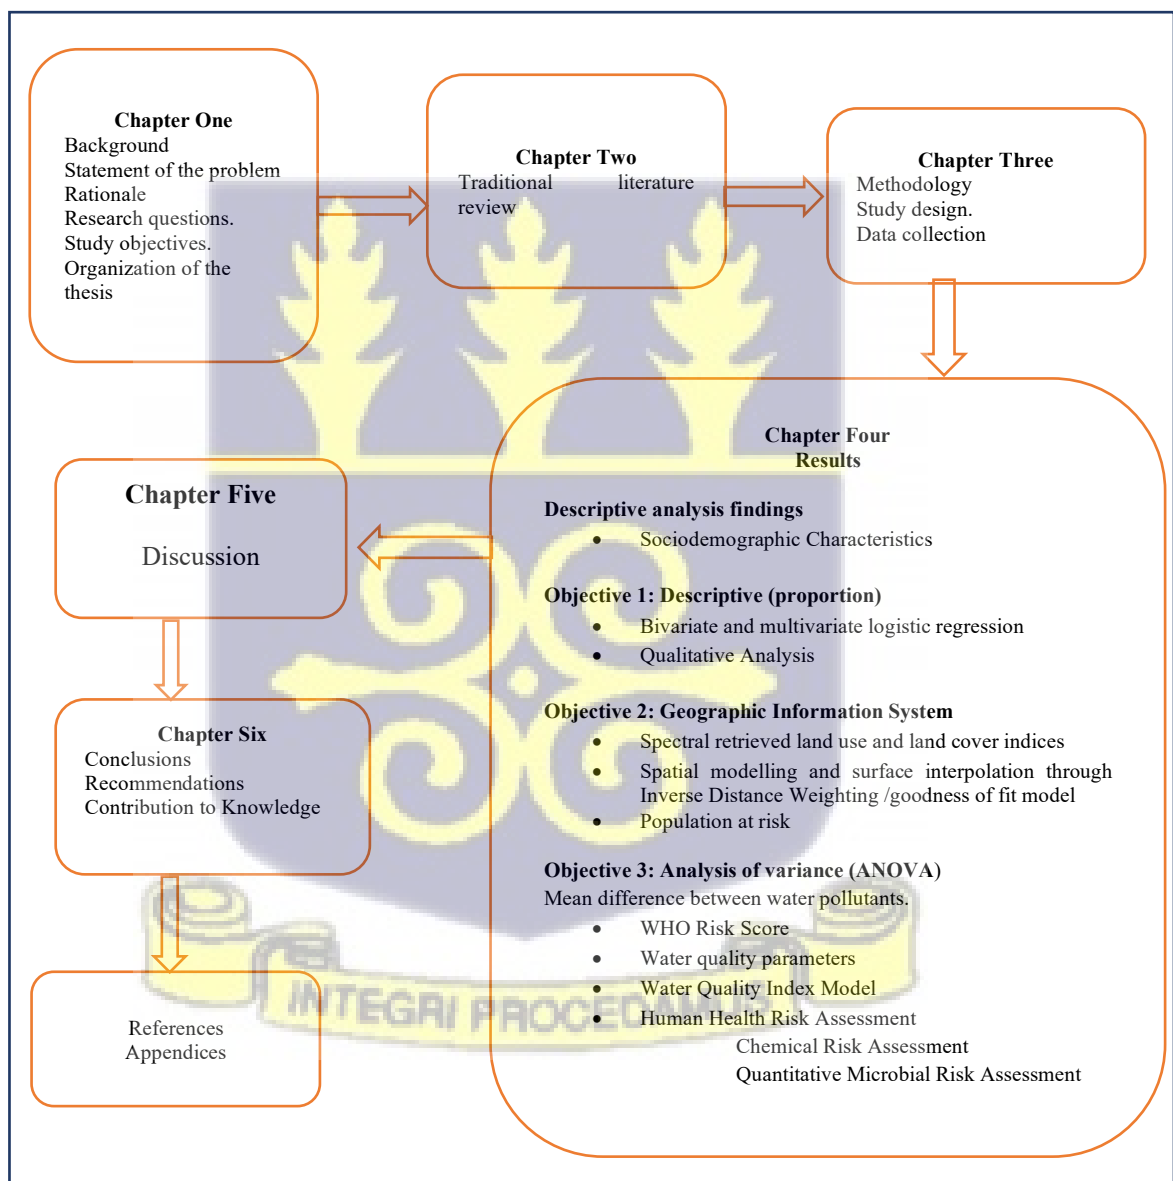 Chapter One
Background
Statement of the problem
Rationale
Research questions.
Study objectives.
Organization of the
thesis
Chapter Two
Traditional literature
review
Chapter Three
Methodology
Study design.
Data collection
Chapter Four
Results
Descriptive analysis findings
• Sociodemographic Characteristics
Objective 1: Descriptive (proportion)
• Bivariate and multivariate logistic regression
• Qualitative Analysis
Objective 2: Geographic Information System
• Spectral retrieved land use and land cover indices
• Spatial modelling and surface interpolation through
Inverse Distance Weighting /goodness of fit model
• Population at risk
Objective 3: Analysis of variance (ANOVA)
Mean difference between water pollutants.
• WHO Risk Score
• Water quality parameters
• Water Quality Index Model
• Human Health Risk Assessment
Chemical Risk Assessment
Quantitative Microbial Risk Assessment
Chapter Five
Discussion
Chapter Six
Conclusions
Recommendations
Contribution to Knowledge
References
Appendices
INTEGRI PROCEDAMUS